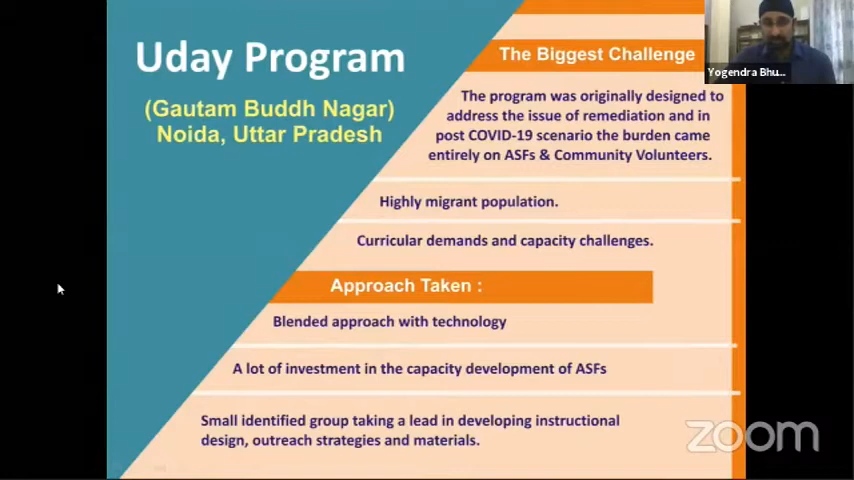 Uday Program
(Gautam Buddh Nagar)
Noida, Uttar Pradesh
The Biggest Challenge
Yogendra Bhu...
The program was originally designed to
address the issue of remediation and in
post COVID-19 scenario the burden came
entirely on ASFs & Community Volunteers.
Highly migrant population.
Curricular demands and capacity challenges.
Approach Taken :
Blended approach with technology
A lot of investment in the capacity development of ASFs
Small identified group taking a lead in developing instructional
design, outreach strategies and materials.
zoom